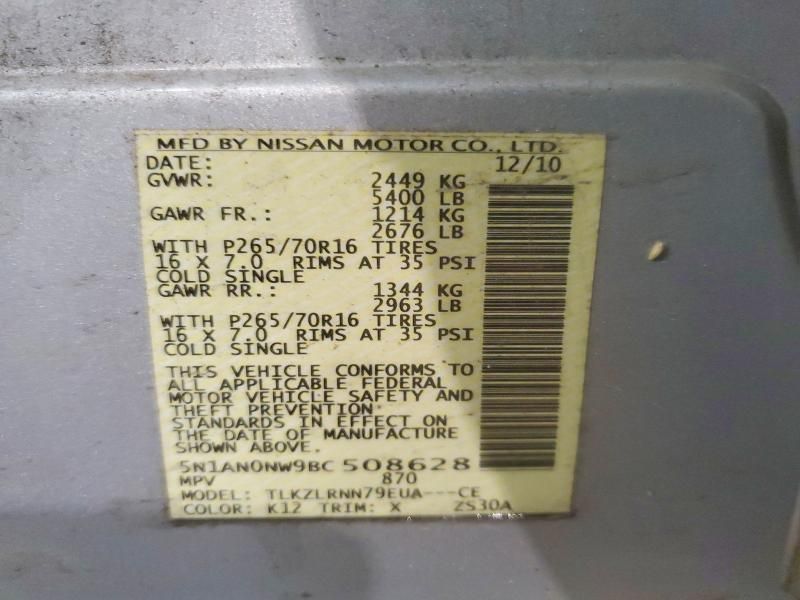 MFD BY NISSAN MOTOR CO., LTD.
DATE: 12/10
GVWR: 2449 KG
5400 LB
GAWR FR.: 1214 KG
2676 LB
WITH P265/70R16 TIRES
16 X 7.0 RIMS AT 35 PSI
COLD SINGLE
GAWR RR.: 1344 KG
2963 LB
WITH P265/70R16 TIRES
16 X 7.0 RIMS AT 35 PSI
COLD SINGLE
THIS VEHICLE CONFORMS TO
ALL APPLICABLE FEDERAL
MOTOR VEHICLE SAFETY AND
THEFT PREVENTION
STANDARDS IN EFFECT ON
THE DATE OF MANUFACTURE
SHOWN ABOVE.
5N1AN0NW9BC508628
MPV 870
MODEL: TLKZLRNN79EUA---CE
COLOR: K12 TRIM: X ZS30A